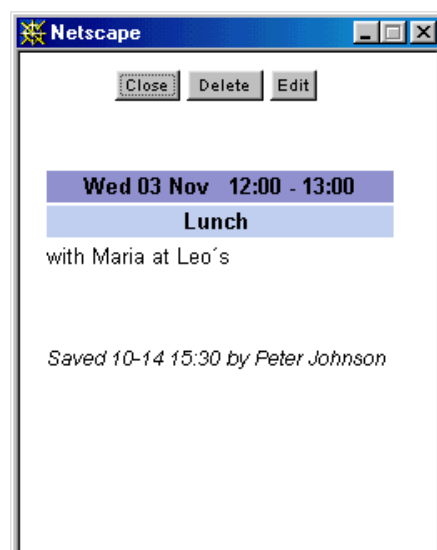 Netscape
Close Delete Edit
Wed 03 Nov 12:00 - 13:00
Lunch
with Maria at Leo´s
Saved 10-14 15:30 by Peter Johnson